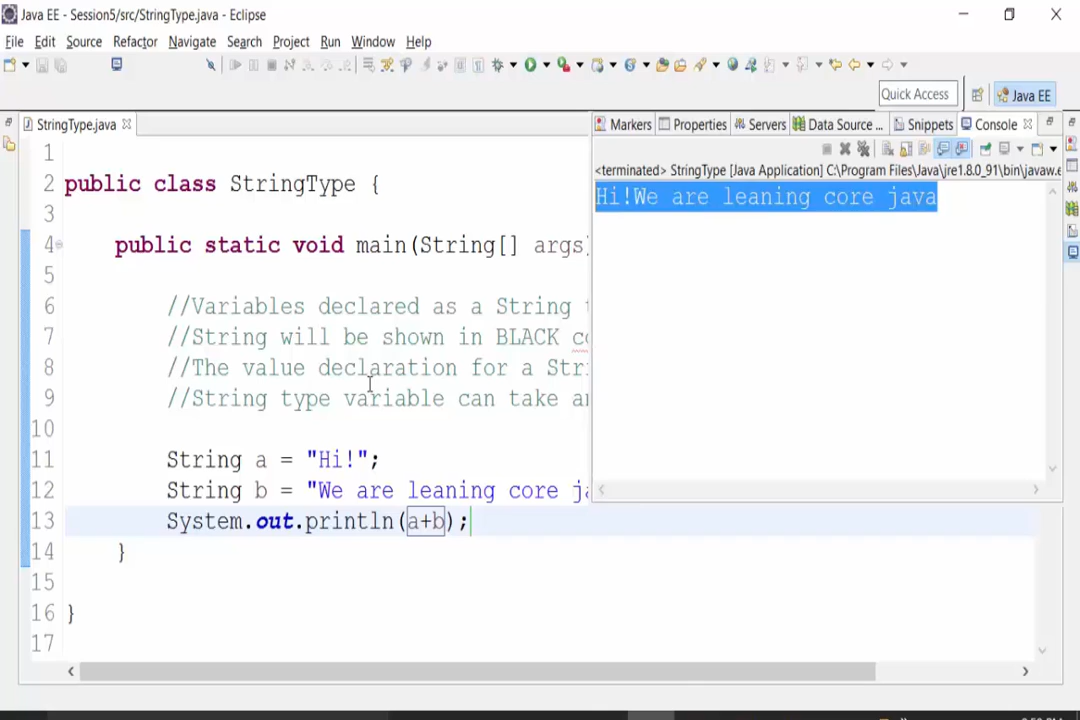 Java EE - Session5/src/StringType.java - Eclipse
File Edit Source Refactor Navigate Search Project Run Window Help
Quick Access
Java EE
StringType.java
Markers Properties Servers Data Source ... Snippets Console
<terminated> StringType [Java Application] C:\Program Files\Java\jre1.8.0_91\bin\javaw.e
Hi!We are leaning core java
1
2 public class StringType {
3
4 public static void main(String[] args)
5
6 //Variables declared as a String
7 //String will be shown in BLACK
8 //The value declaration for a Str
9 //String type variable can take
10
11 String a = "Hi!";
12 String b = "We are leaning core
13 System.out.println(a+b);
14 }
15
16 }
17